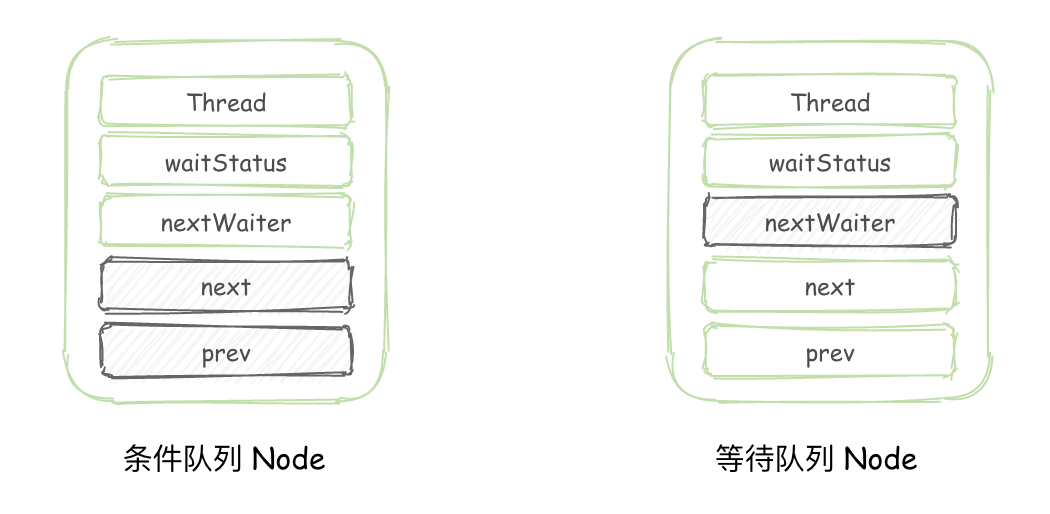 Thread
waitStatus
nextWaiter
next
prev
条件队列 Node
Thread
waitStatus
nextWaiter
next
prev
等待队列 Node